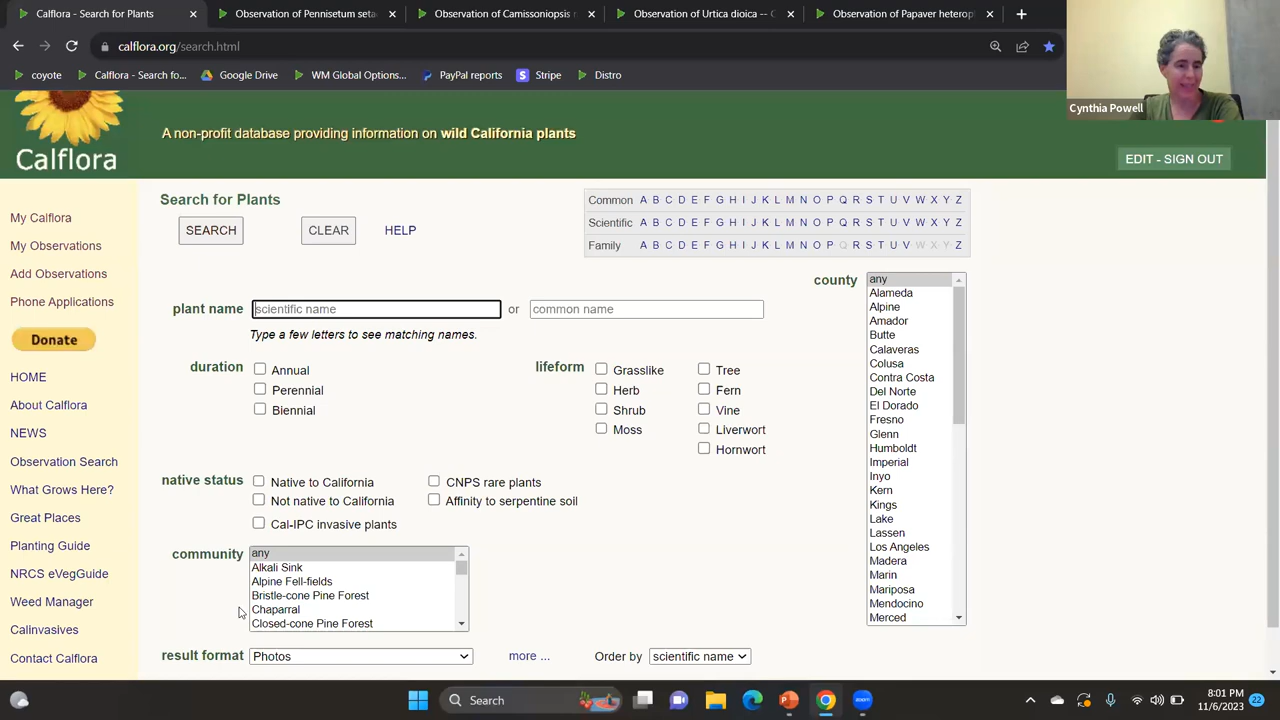 Calflora - Search for Plants
Observation of Pennisetum seta
Observation of Camissoniopsis
Observation of Urtica dioica -- C
Observation of Papaver heterop
calflora.org/search.html
coyote
Calflora - Search fo...
Google Drive
WM Global Options...
PayPal reports
Stripe
Distro
Cynthia Powell
Calflora
A non-profit database providing information on wild California plants
EDIT - SIGN OUT
My Calflora
My Observations
Add Observations
Phone Applications
Donate
HOME
About Calflora
NEWS
Observation Search
What Grows Here?
Great Places
Planting Guide
NRCS eVegGuide
Weed Manager
Calinvasives
Contact Calflora
Search for Plants
SEARCH CLEAR HELP
Common A B C D E F G H I J K L M N O P Q R S T U V W X Y Z
Scientific A B C D E F G H I J K L M N O P Q R S T U V W X Y Z
Family A B C D E F G H I J K L M N O P Q R S T U V W X Y Z
plant name scientific name or common name
Type a few letters to see matching names.
duration
Annual
Perennial
Biennial
lifeform
Grasslike
Herb
Shrub
Moss
Tree
Fern
Vine
Liverwort
Hornwort
native status
Native to California
Not native to California
Cal-IPC invasive plants
CNPS rare plants
Affinity to serpentine soil
community
any
Alkali Sink
Alpine Fell-fields
Bristle-cone Pine Forest
Chaparral
Closed-cone Pine Forest
result format Photos more ... Order by scientific name
county
any
Alameda
Alpine
Amador
Butte
Calaveras
Colusa
Contra Costa
Del Norte
El Dorado
Fresno
Glenn
Humboldt
Imperial
Inyo
Kern
Kings
Lake
Lassen
Los Angeles
Madera
Marin
Mariposa
Mendocino
Merced
Search
8:01 PM
11/6/2023
22